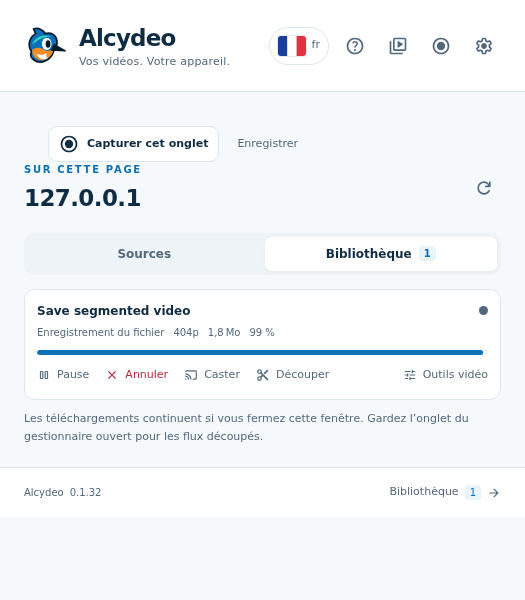 Alcydeo
Vos vidéos. Votre appareil.
fr
Capturer cet onglet
Enregistrer
SUR CETTE PAGE
127.0.0.1
Sources
Bibliothèque 1
Save segmented video
Enregistrement du fichier 404p 1,8 Mo 99 %
Pause Annuler Caster Découper Outils vidéo
Les téléchargements continuent si vous fermez cette fenêtre. Gardez l’onglet du
gestionnaire ouvert pour les flux découpés.
Alcydeo 0.1.32
Bibliothèque 1